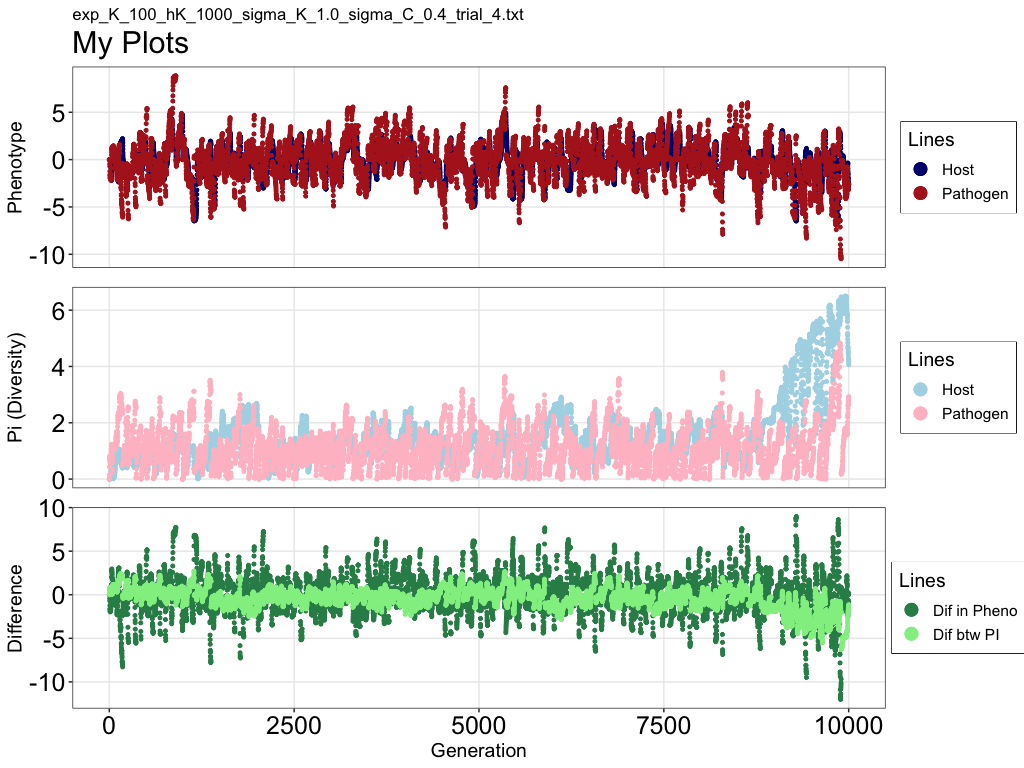 exp_K_100_hK_1000_sigma_K_1.0_sigma_C_0.4_trial_4.txt
My Plots
Phenotype
5
0
-5
-10
Lines
Host
Pathogen
Pi (Diversity)
6
4
2
0
Lines
Host
Pathogen
Difference
10
5
0
-5
-10
Lines
Dif in Pheno
Dif btw PI
0 2500 5000 7500 10000
Generation